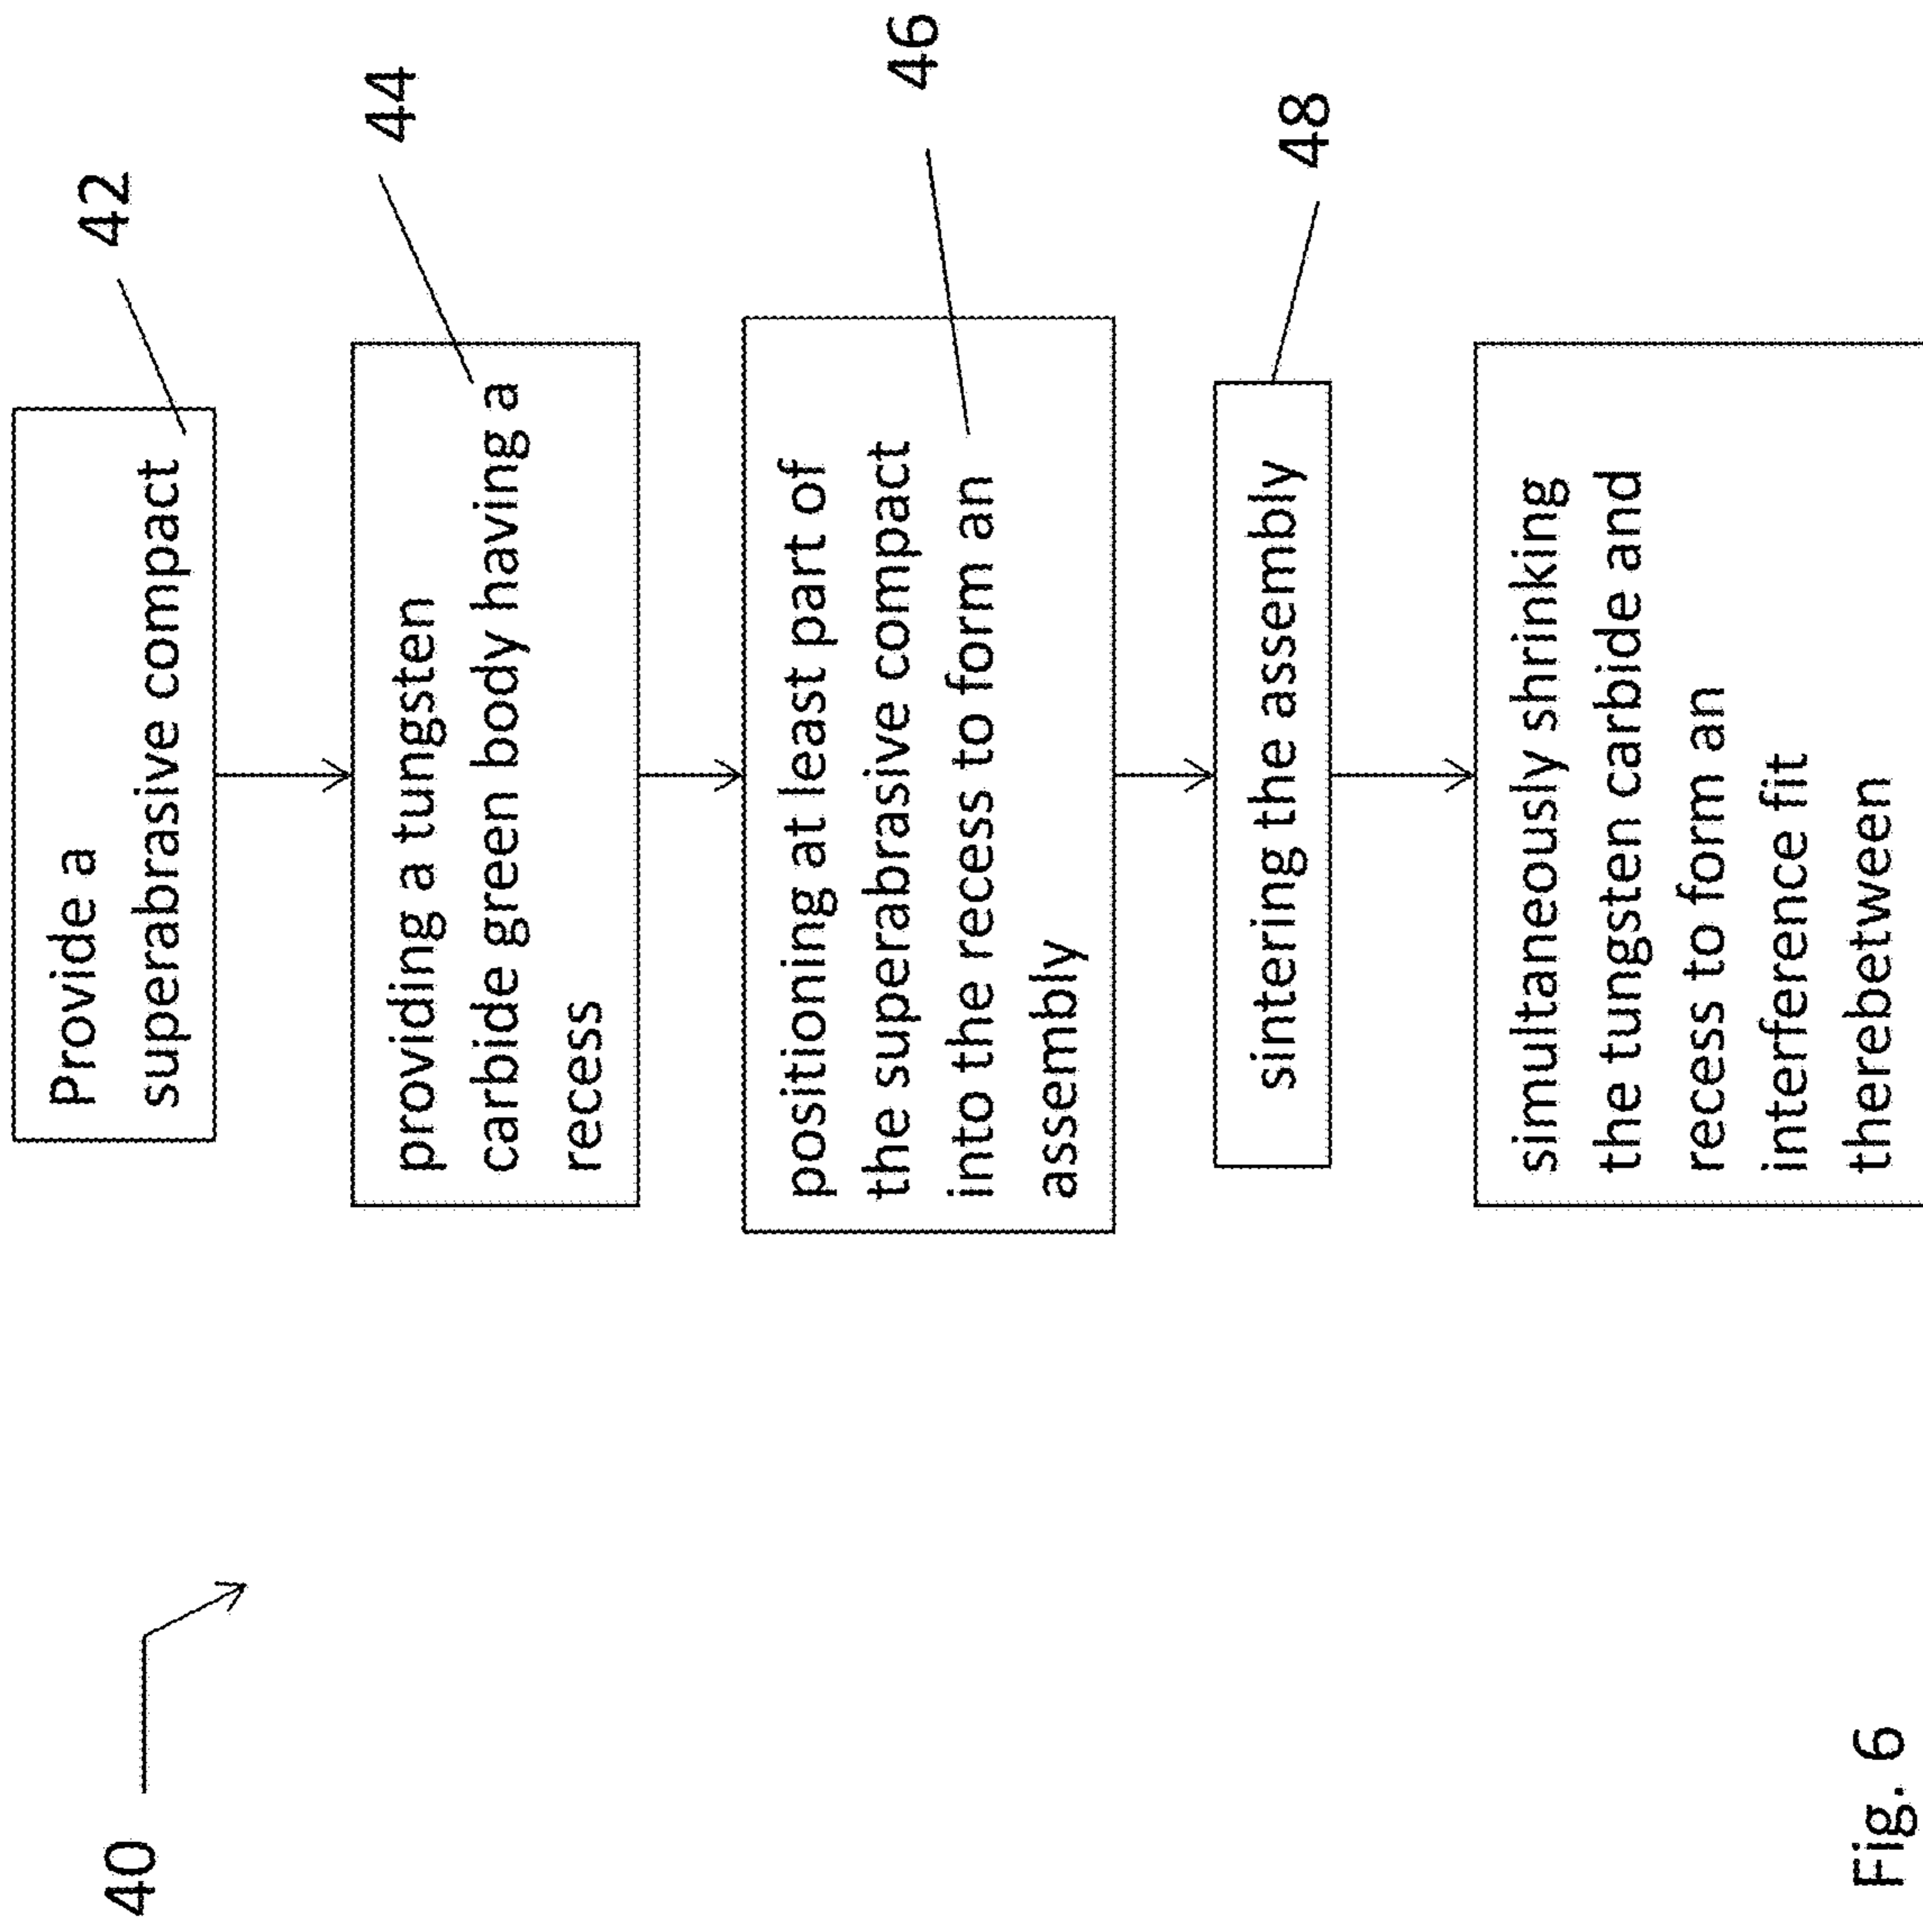 40
Provide a
superabrasive compact
42
providing a tungsten
carbide green body having a
recess
44
positioning at least part of
the superabrasive compact
into the recess to form an
assembly
46
sintering the assembly
48
simultaneously shrinking
the tungsten carbide and
recess to form an
interference fit
therebetween
Fig. 6